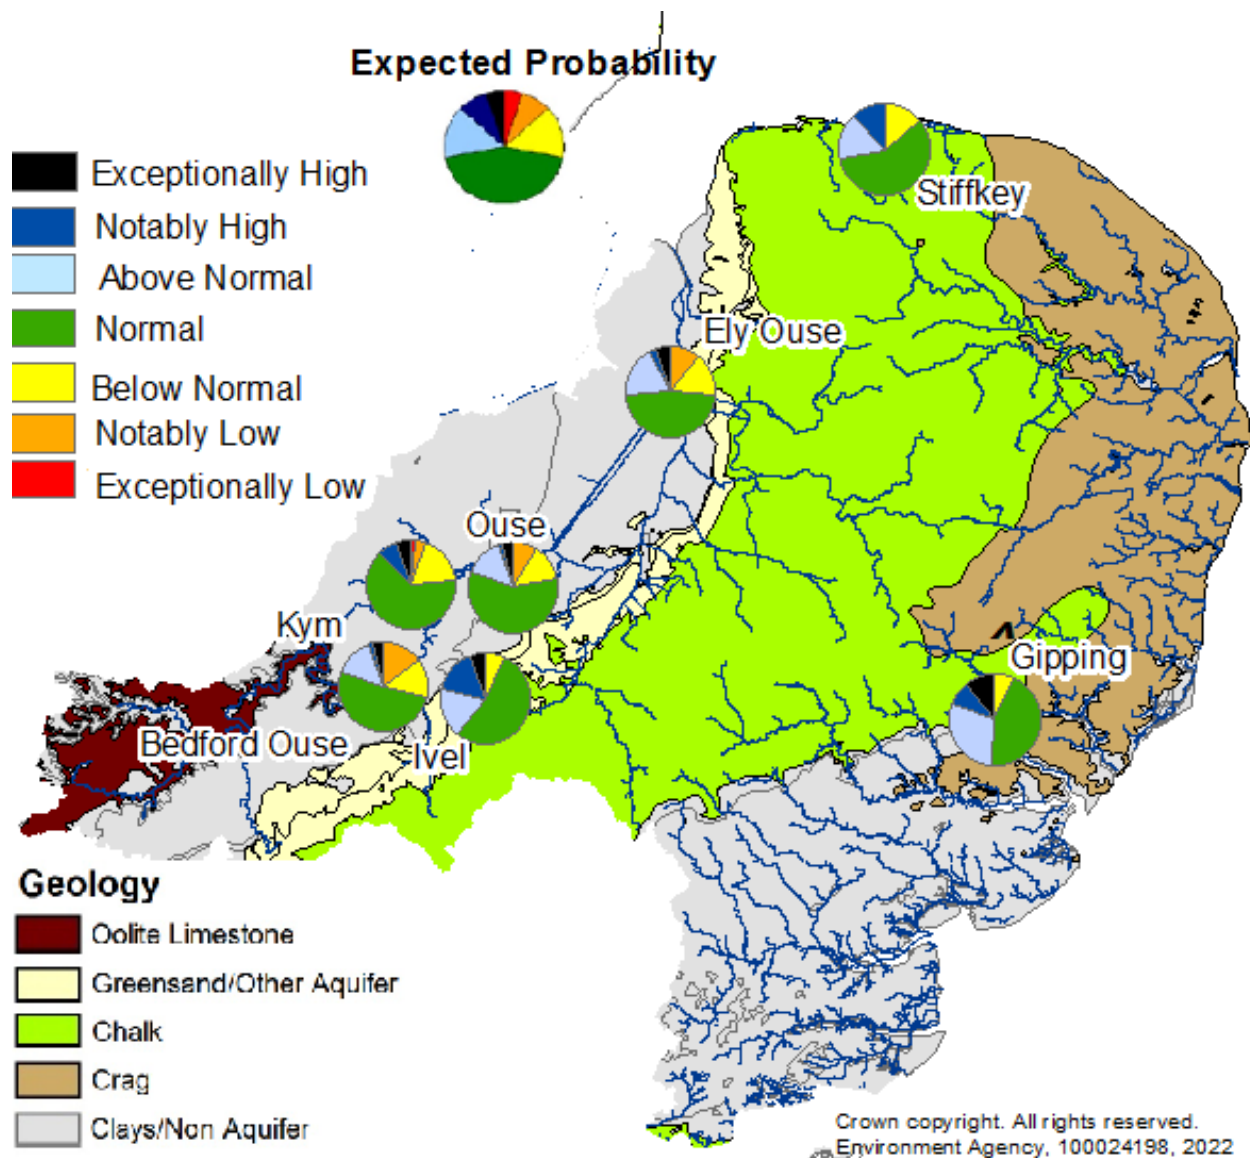 Expected Probability
Exceptionally High
Notably High
Above Normal
Normal
Below Normal
Notably Low
Exceptionally Low
Stiffkey
Ely Ouse
Ouse
Kym
Gipping
Bedford Ouse
Ivel
Geology
Oolite Limestone
Greensand/Other Aquifer
Chalk
Crag
Clays/Non Aquifer
Crown copyright. All rights reserved.
Environment Agency, 100024198, 2022